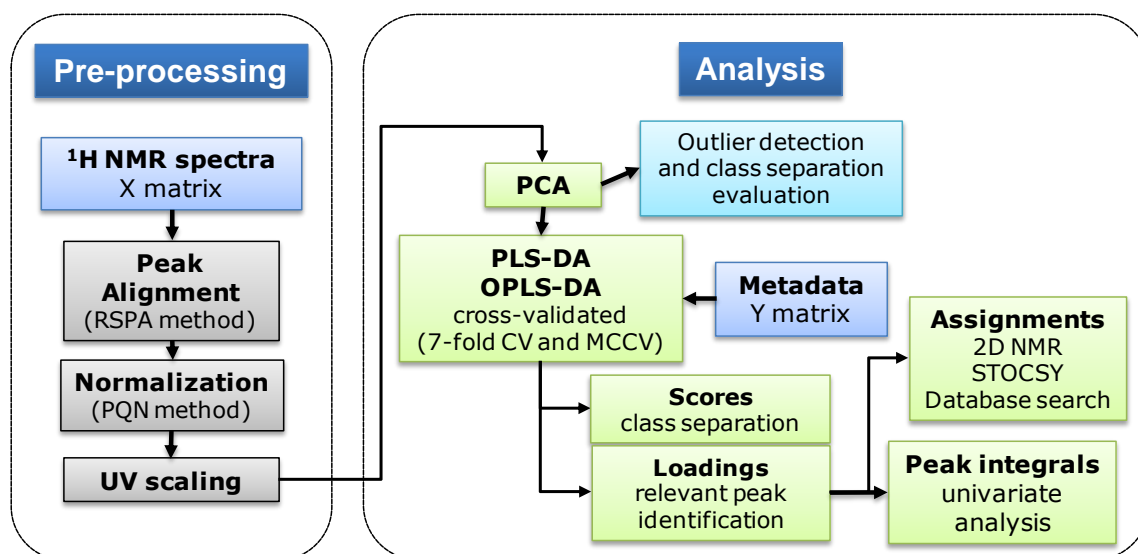 Pre-processing
¹H NMR spectra
X matrix
Peak
Alignment
(RSPA method)
Normalization
(PQN method)
UV scaling
Analysis
PCA
Outlier detection
and class separation
evaluation
PLS-DA
OPLS-DA
cross-validated
(7-fold CV and MCCV)
Metadata
Y matrix
Scores
class separation
Loadings
relevant peak
identification
Assignments
2D NMR
STOCSY
Database search
Peak integrals
univariate
analysis